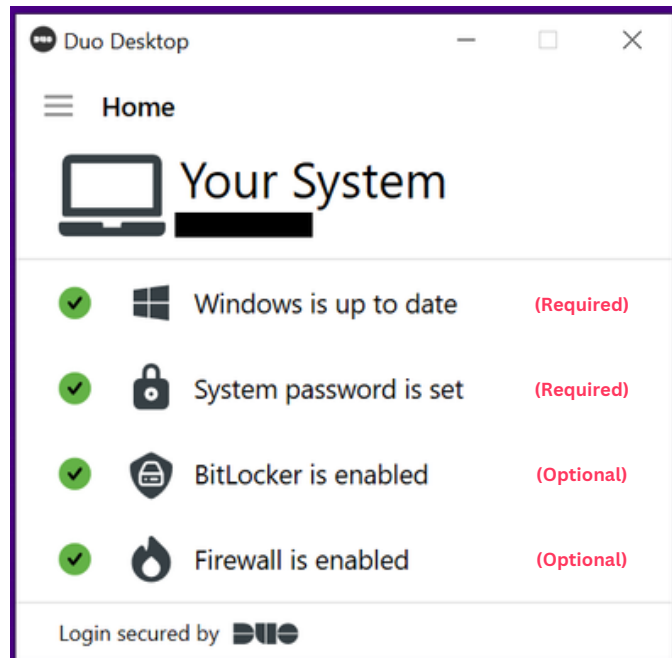 Duo Desktop
Home
Your System
Windows is up to date (Required)
System password is set (Required)
BitLocker is enabled (Optional)
Firewall is enabled (Optional)
Login secured by DUO